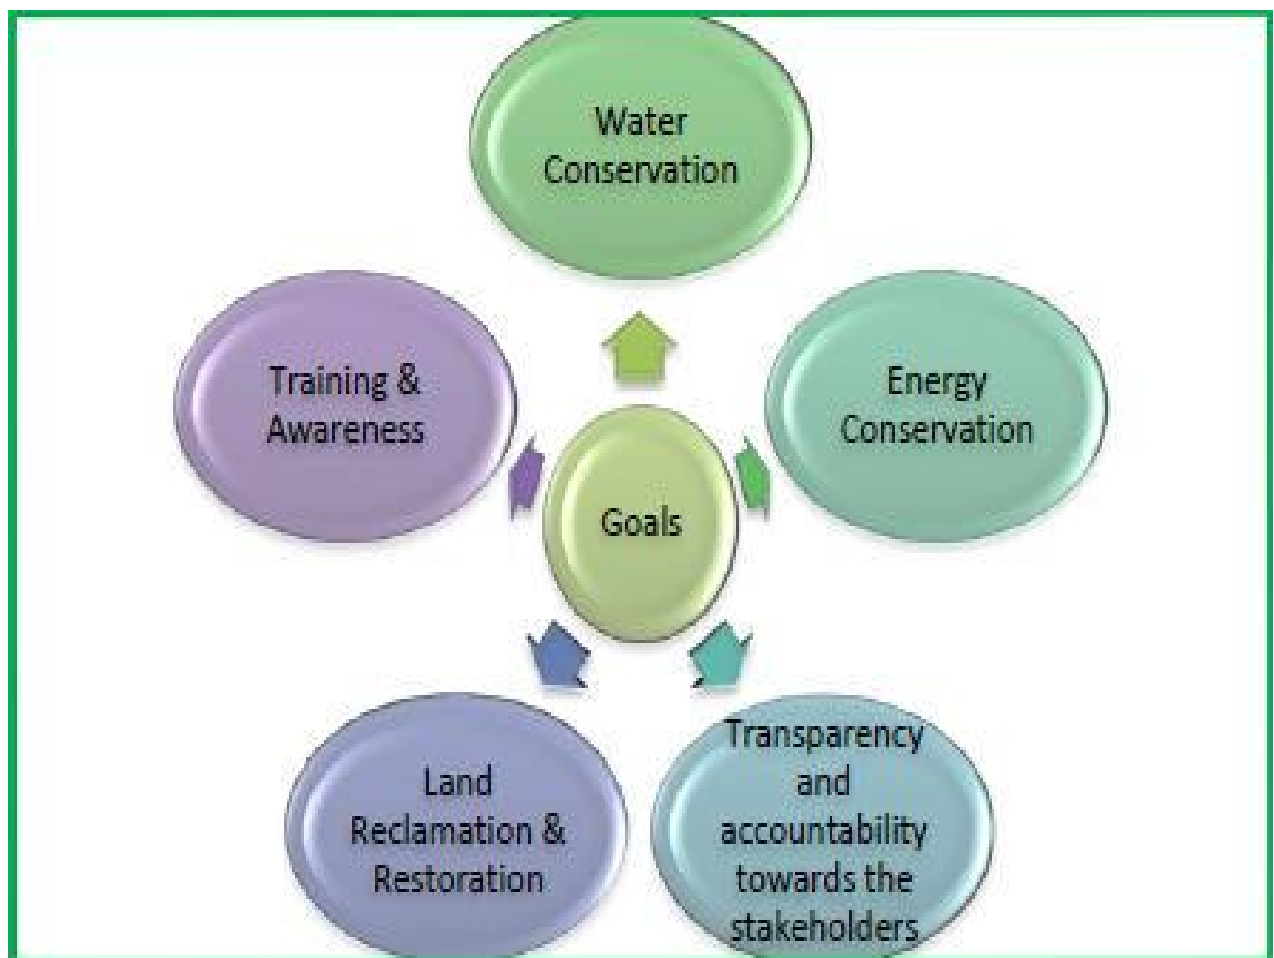 Water
Conservation
Training &
Awareness
Energy
Conservation
Goals
Land
Reclamation &
Restoration
Transparency
and
accountability
towards the
stakeholders